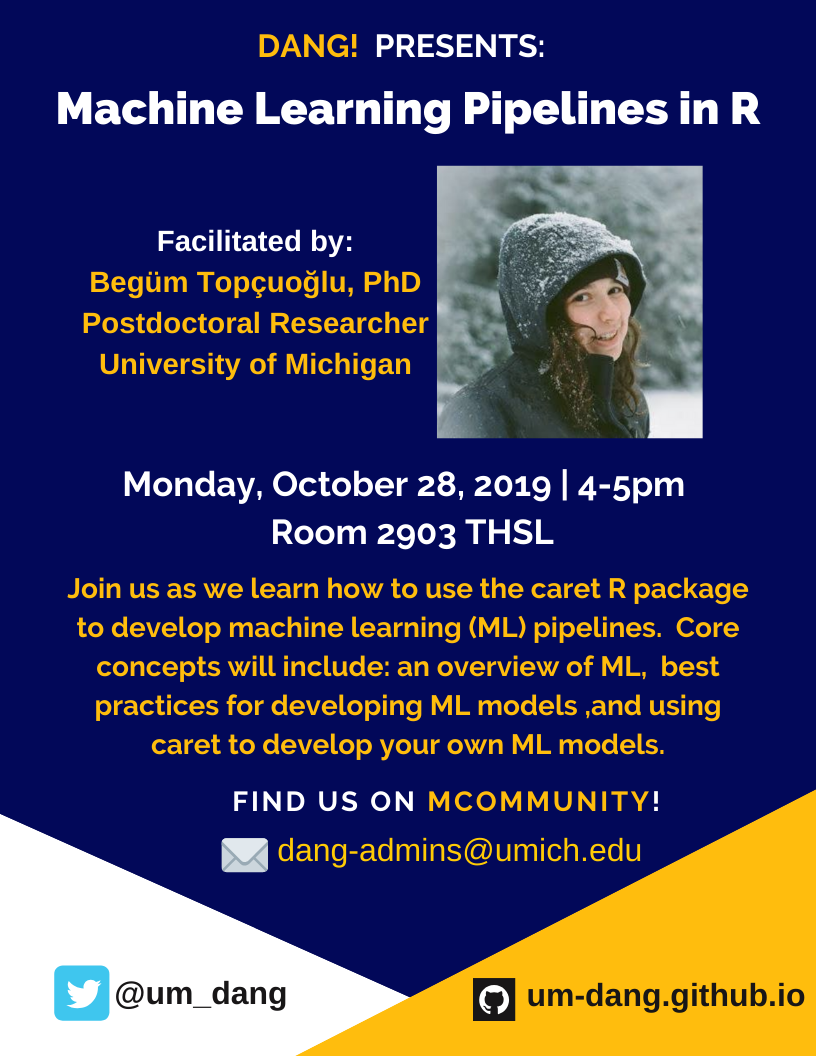 DANG! PRESENTS:
Machine Learning Pipelines in R
Facilitated by:
Begüm Topçuoğlu, PhD
Postdoctoral Researcher
University of Michigan
Monday, October 28, 2019 | 4-5pm
Room 2903 THSL
Join us as we learn how to use the caret R package
to develop machine learning (ML) pipelines.  Core
concepts will include: an overview of ML,  best
practices for developing ML models ,and using
caret to develop your own ML models.
FIND US ON MCOMMUNITY!
dang-admins@umich.edu
@um_dang
um-dang.github.io